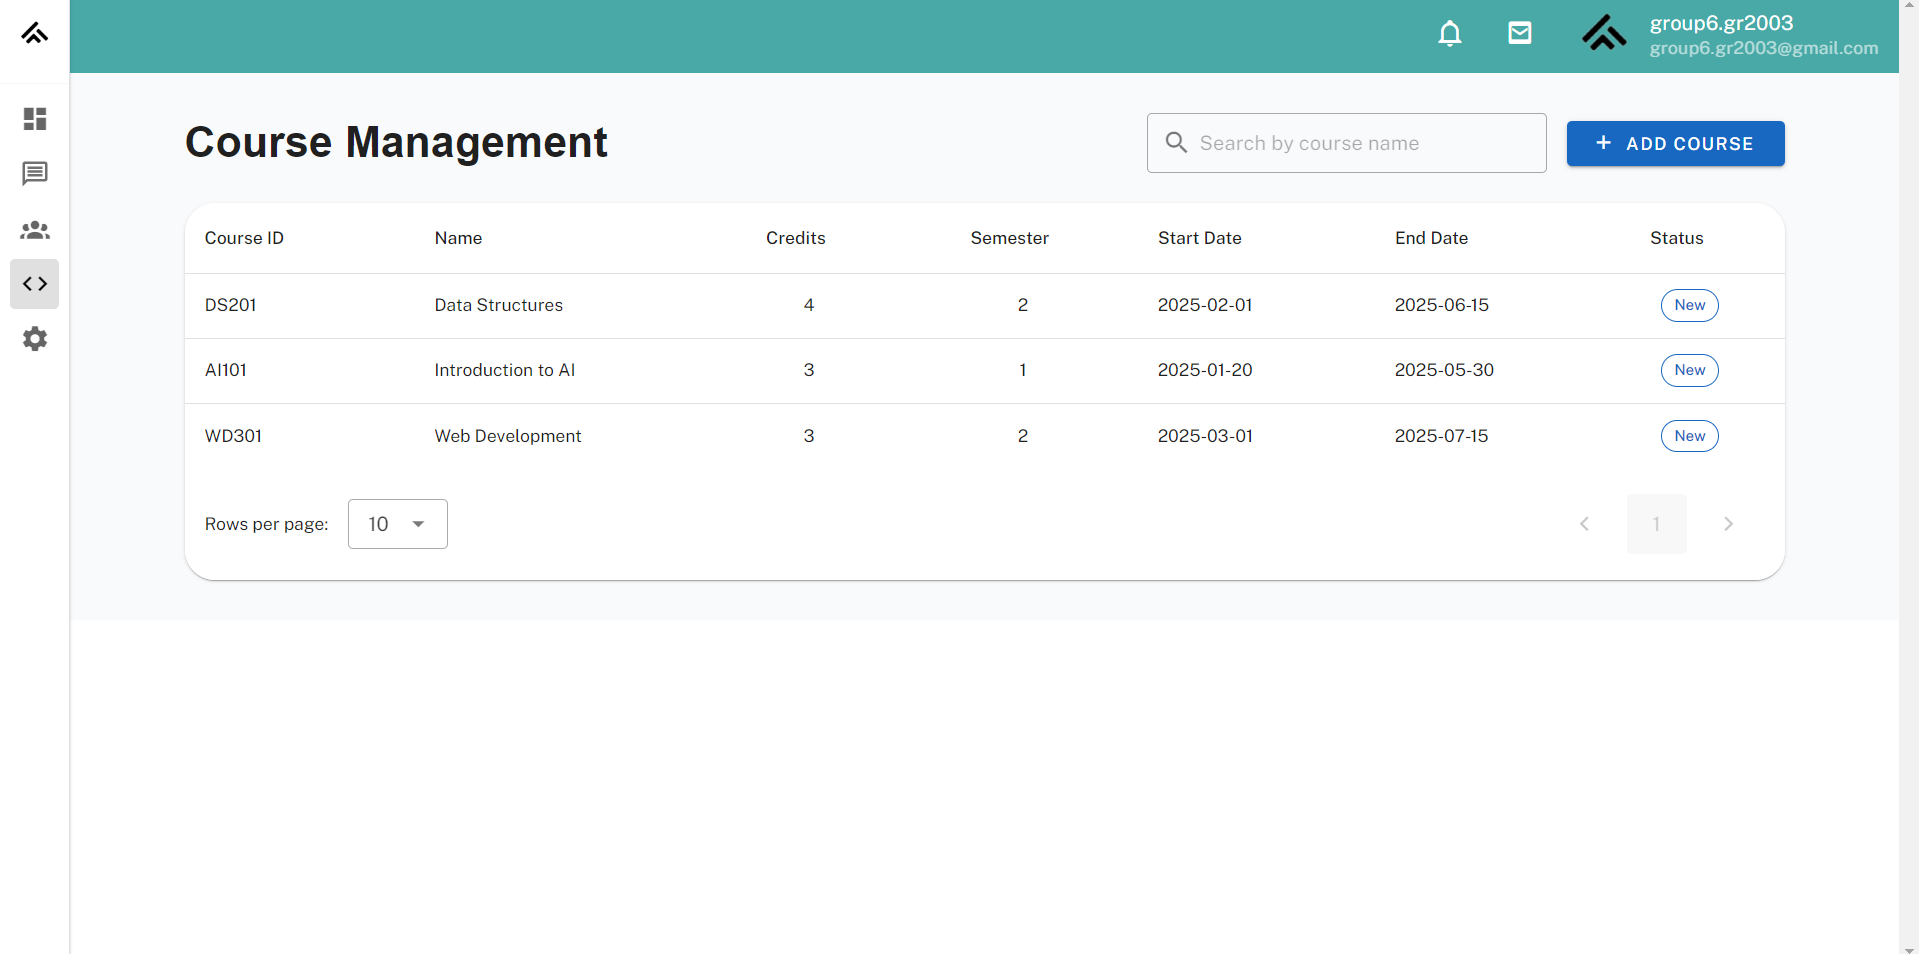 group6.gr2003
group6.gr2003@gmail.com
Course Management
Search by course name
+ ADD COURSE
Course ID Name Credits Semester Start Date End Date Status
DS201 Data Structures 4 2 2025-02-01 2025-06-15 New
AI101 Introduction to AI 3 1 2025-01-20 2025-05-30 New
WD301 Web Development 3 2 2025-03-01 2025-07-15 New
Rows per page: 10 1